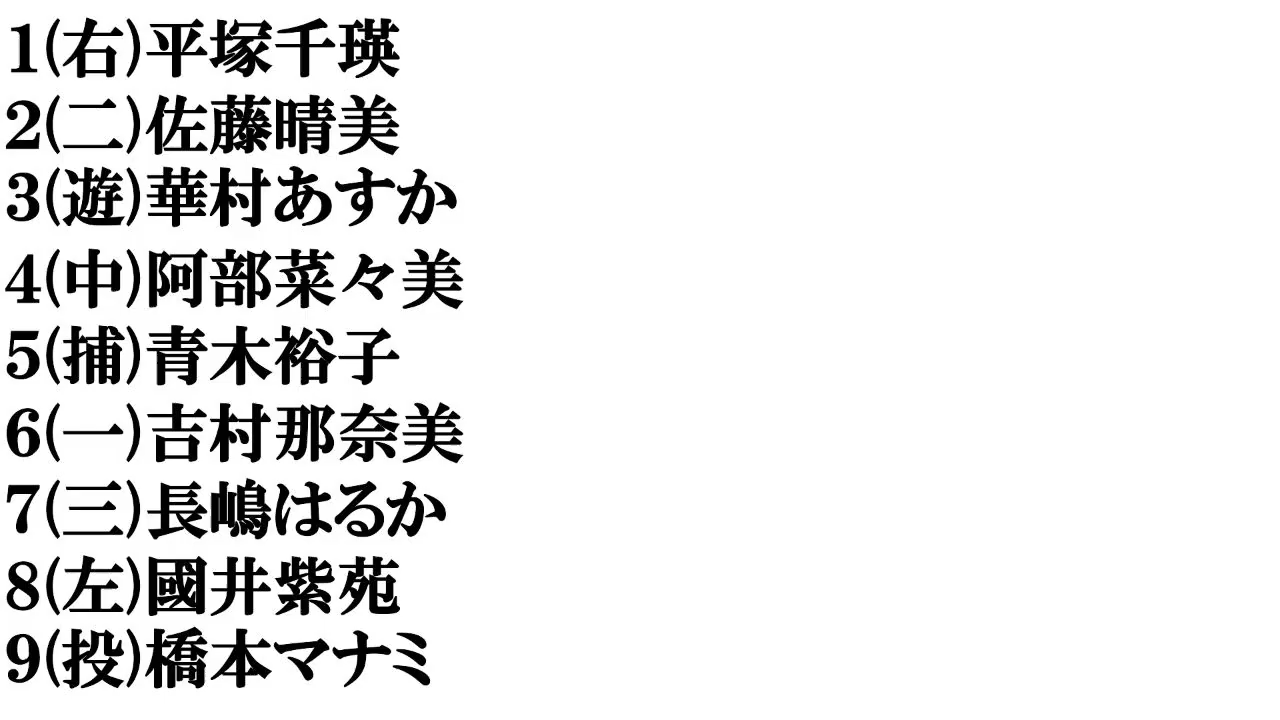 1(右)平塚千瑛
2(二)佐藤晴美
3(遊)華村あすか
4(中)阿部菜々美
5(捕)青木裕子
6(一)吉村那奈美
7(三)長嶋はるか
8(左)國井紫苑
9(投)橋本マナミ